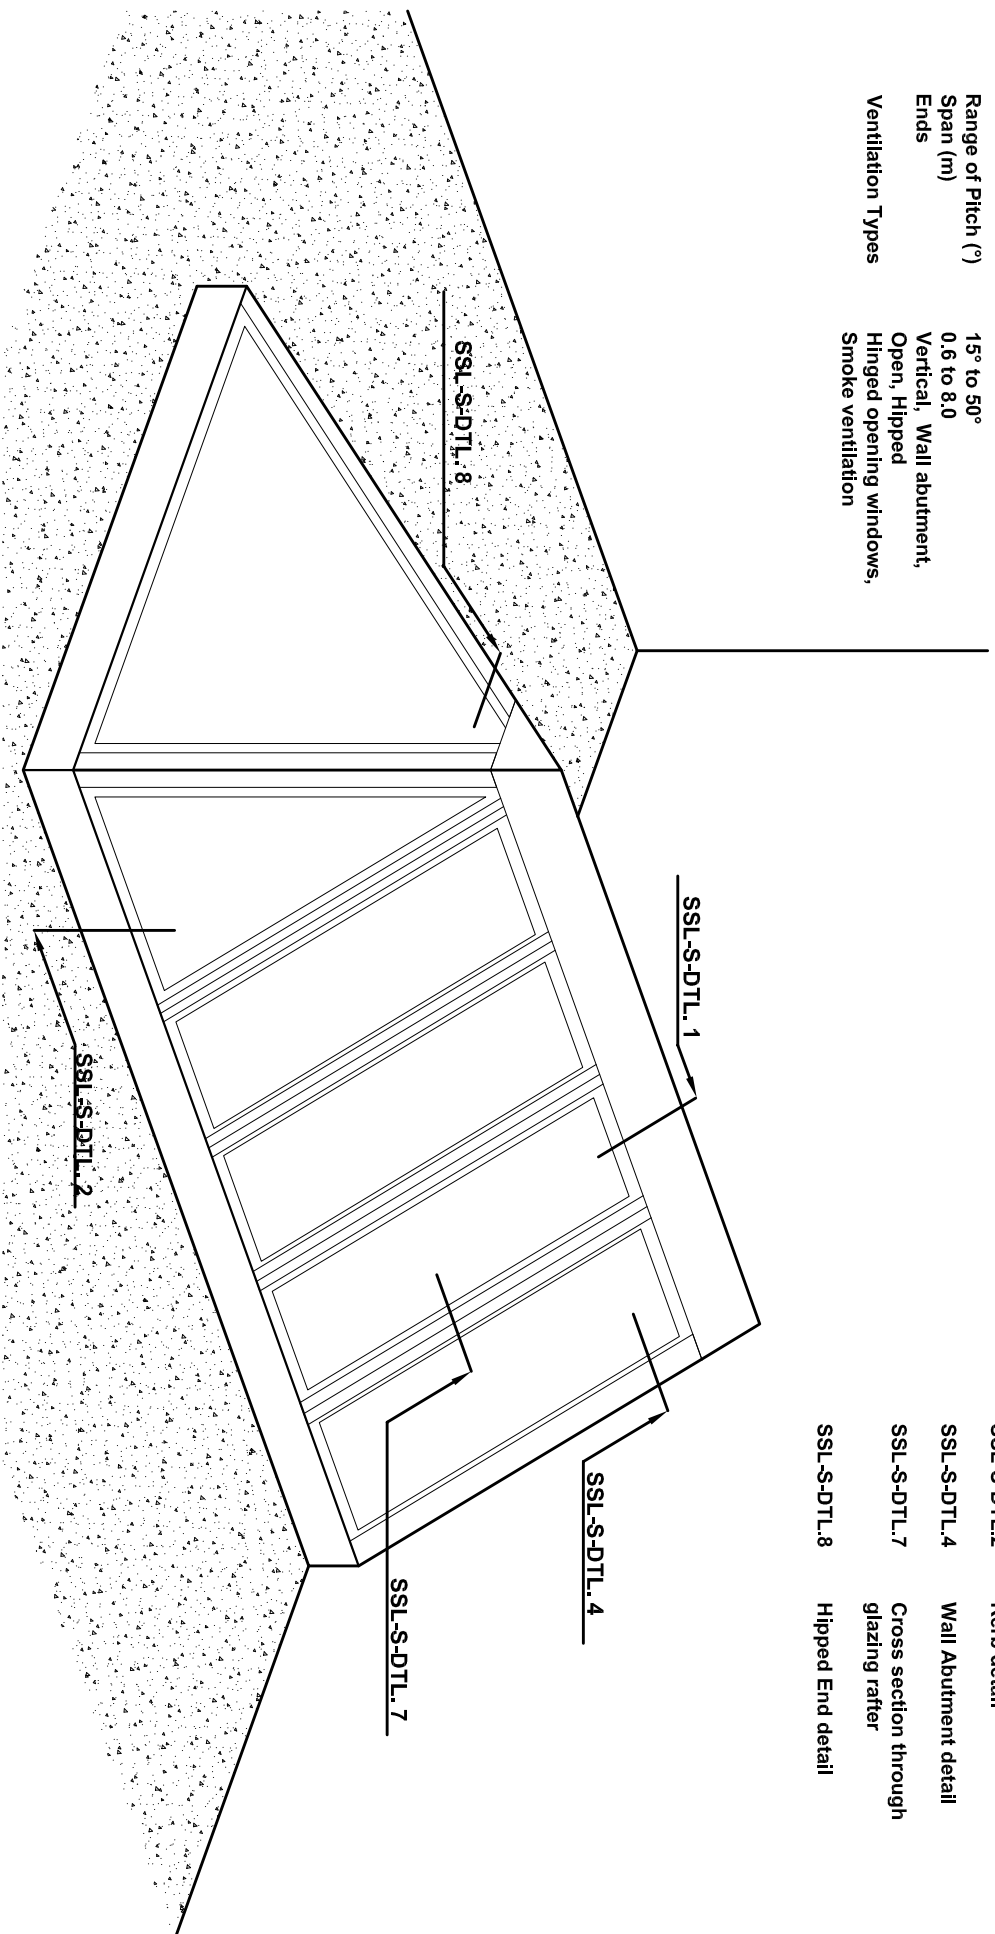 Range of Pitch (°) 15° to 50°
Span (m) 0.6 to 8.0
Ends Vertical, Wall abutment,
Open, Hipped
Ventilation Types Hinged opening windows,
Smoke ventilation
SSL-S-DTL.4 Wall Abutment detail
SSL-S-DTL.7 Cross section through
glazing rafter
SSL-S-DTL.8 Hipped End detail
SSL-S-DTL. 1
SSL-S-DTL. 8
SSL-S-DTL. 4
SSL-S-DTL. 7
SSL-S-DTL. 2